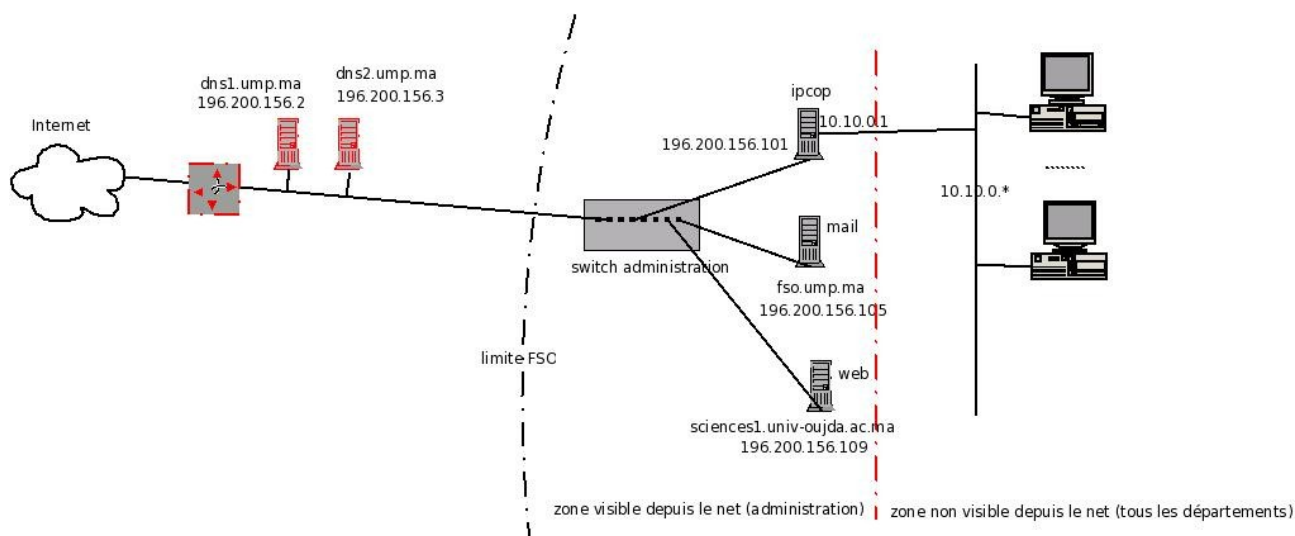 dns1.ump.ma
196.200.156.2
dns2.ump.ma
196.200.156.3
Internet
ipcop
10.10.0.1
196.200.156.101
10.10.0.*
switch administration
mail
fso.ump.ma
196.200.156.105
limite FSO
web
sciences1.univ-oujda.ac.ma
196.200.156.109
zone visible depuis le net (administration)
zone non visible depuis le net (tous les départements)